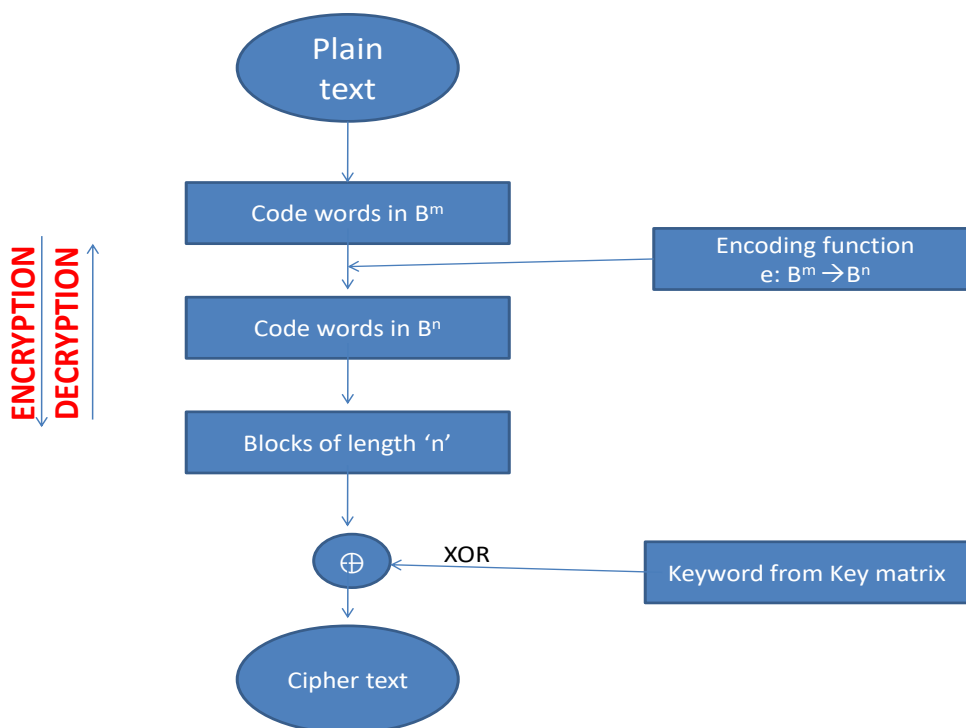 Plain
text
Code words in Bᵐ
Encoding function
e: Bᵐ → Bⁿ
ENCRYPTION
DECRYPTION
Code words in Bⁿ
Blocks of length ‘n’
⊕
XOR
Keyword from Key matrix
Cipher text